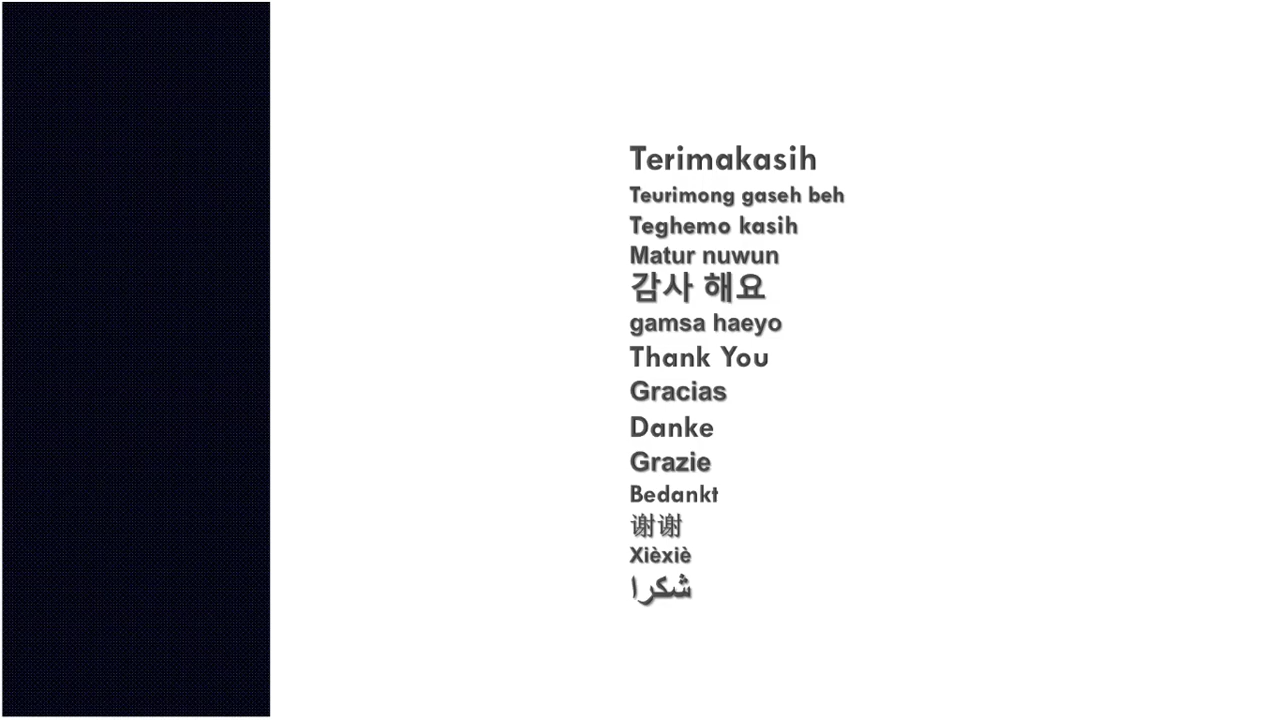 Terimakasih
Teurimong gaseh beh
Teghemo kasih
Matur nuwun
감사 해요
gamsa haeyo
Thank You
Gracias
Danke
Grazie
Bedankt
谢谢
Xièxiè
شكرا